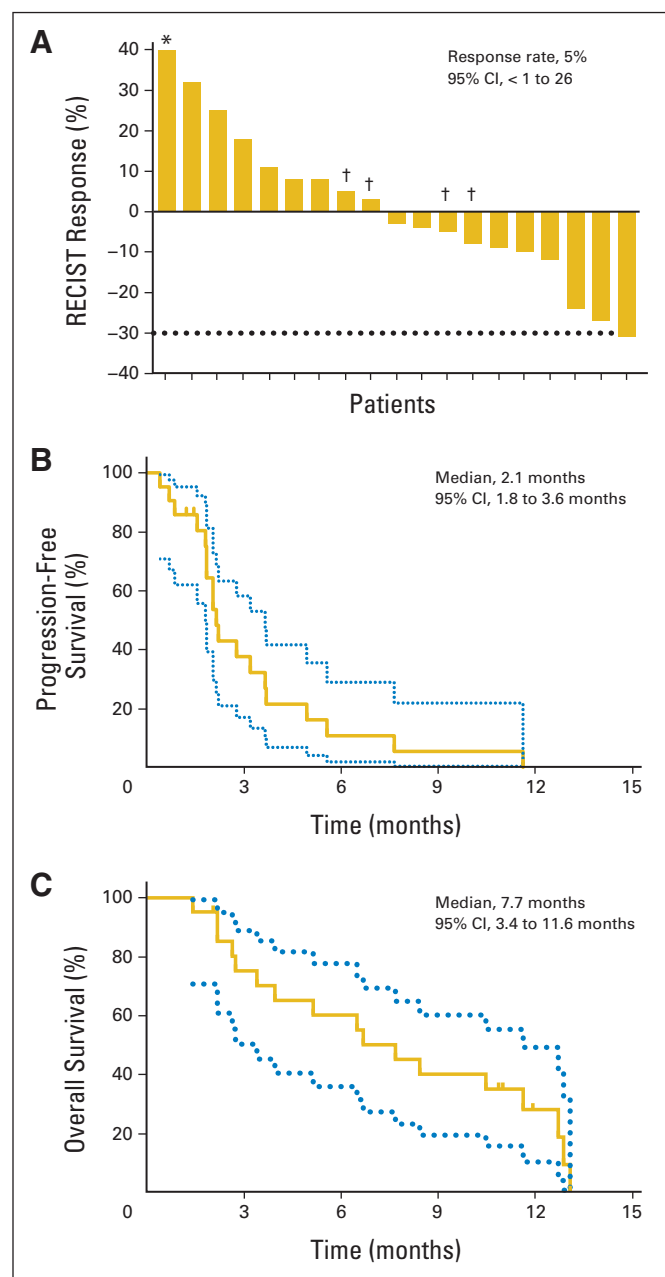 A
Response rate, 5%
95% CI, < 1 to 26
RECIST Response (%)
40
30
20
10
0
–10
–20
–30
–40
*
†
†
†
†
Patients
B
Median, 2.1 months
95% CI, 1.8 to 3.6 months
Progression-Free
Survival (%)
100
80
60
40
20
0
3
6
9
12
15
Time (months)
C
Median, 7.7 months
95% CI, 3.4 to 11.6 months
Overall Survival (%)
100
80
60
40
20
0
3
6
9
12
15
Time (months)